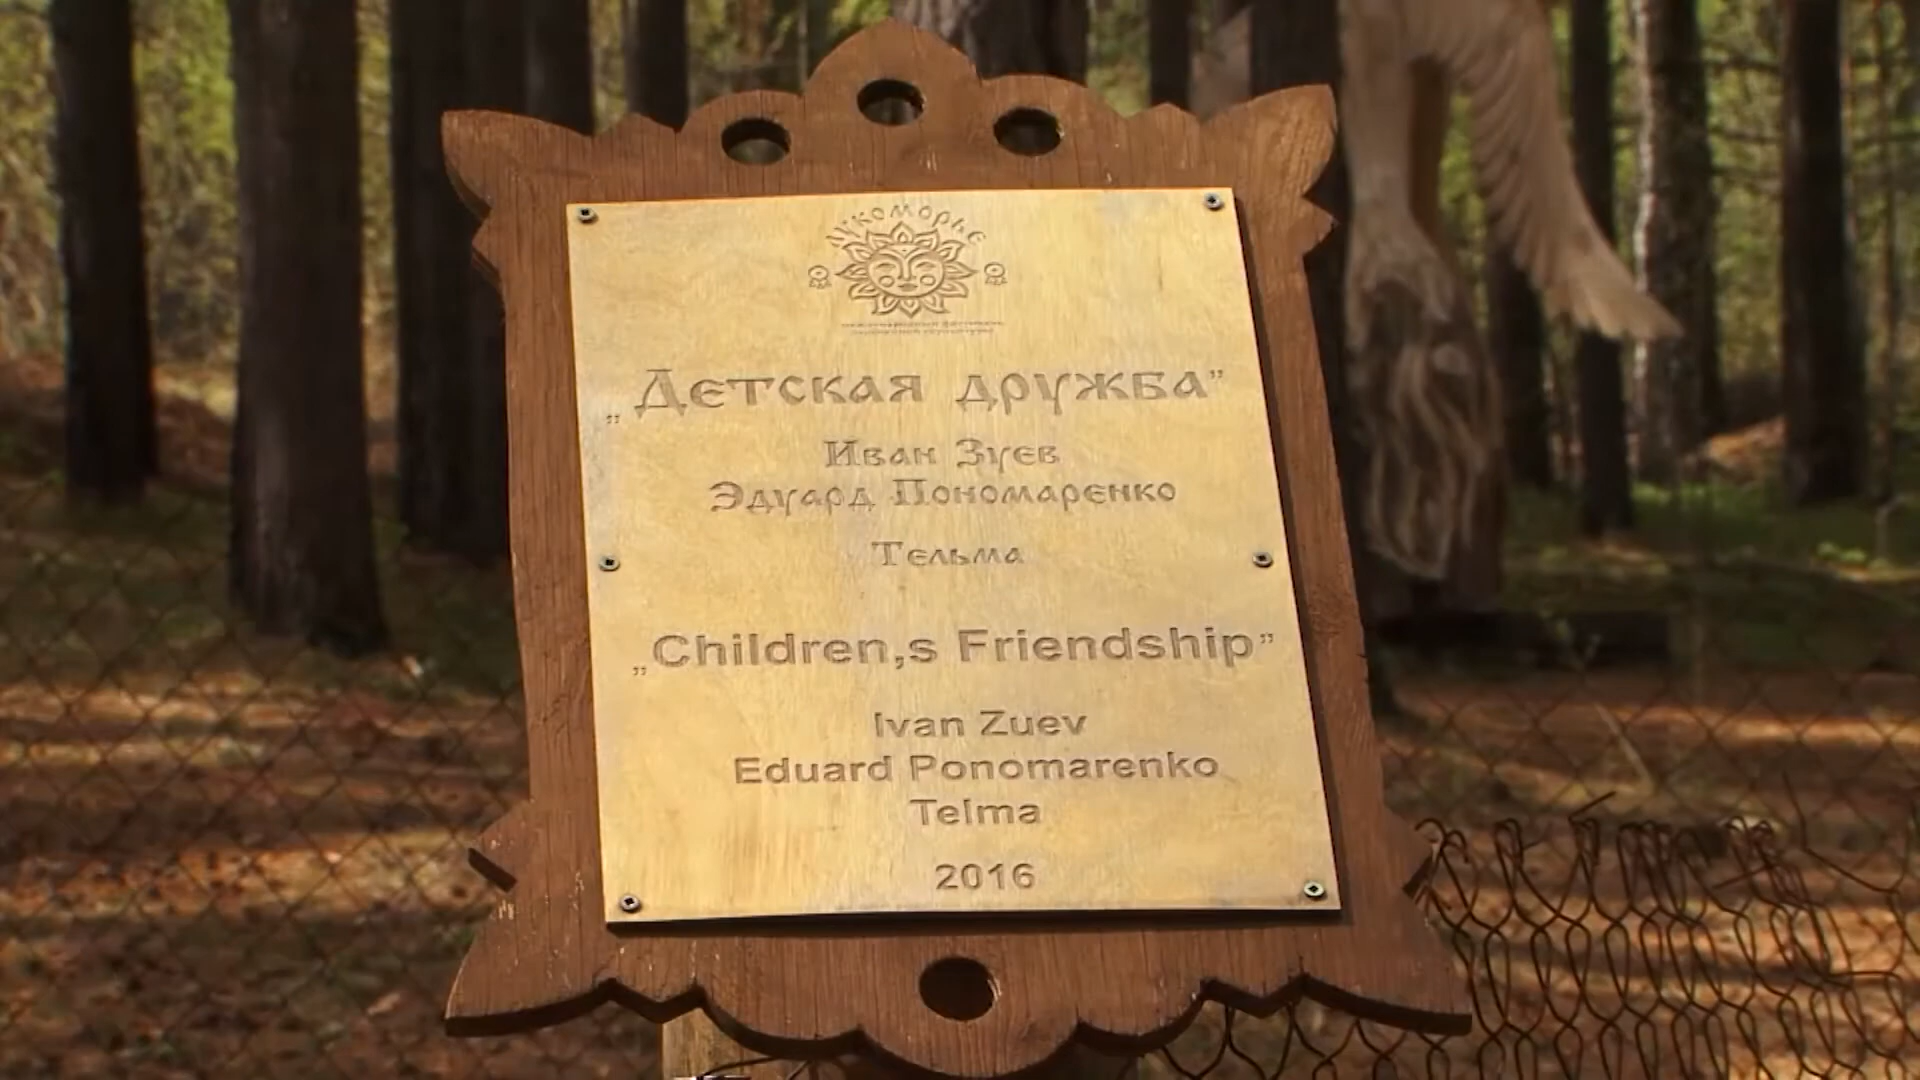 Лукоморье
„Детская дружба”
Иван Зуев
Эдуард Пономаренко
Тельма
„Children,s Friendship”
Ivan Zuev
Eduard Ponomarenko
Telma
2016